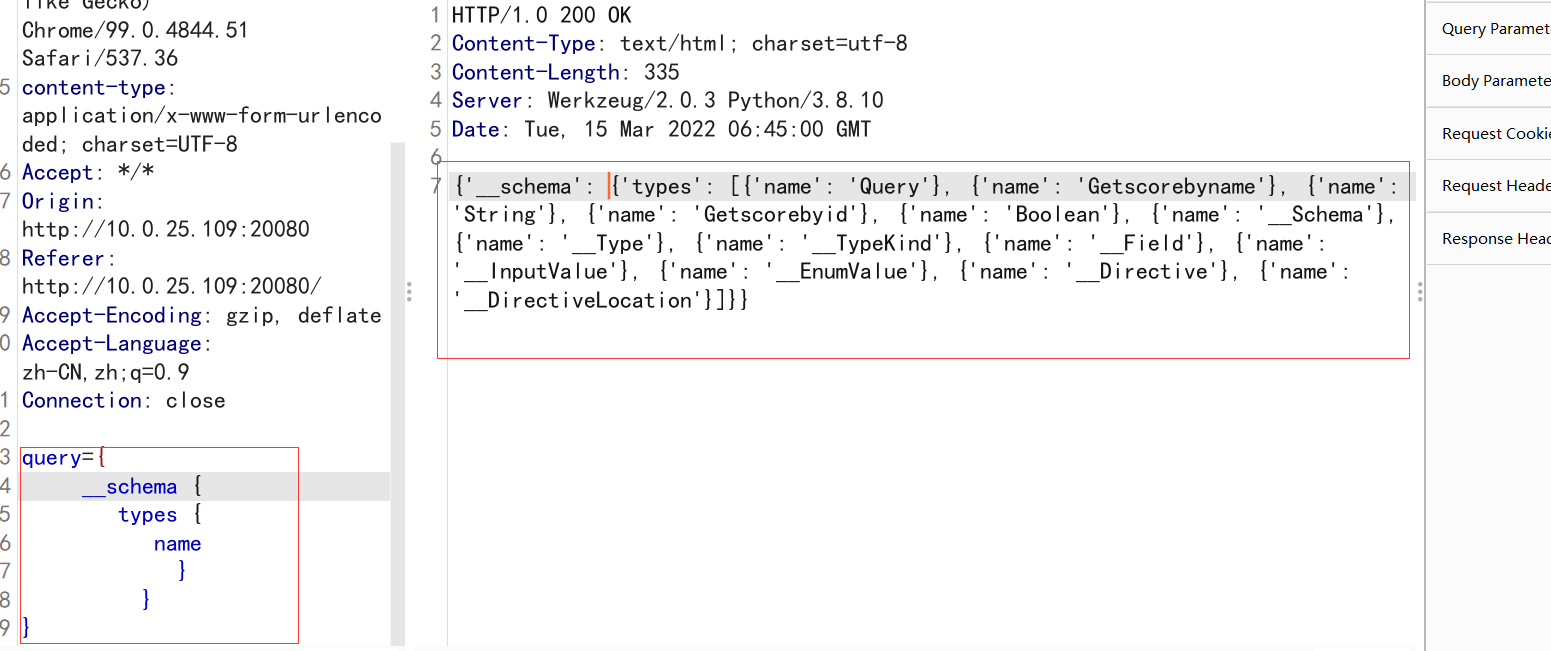 like Gecko)
Chrome/99.0.4844.51
Safari/537.36
5 content-type:
application/x-www-form-urlenco
ded; charset=UTF-8
6 Accept: */*
7 Origin:
http://10.0.25.109:20080
8 Referer:
http://10.0.25.109:20080/
9 Accept-Encoding: gzip, deflate
0 Accept-Language:
zh-CN,zh;q=0.9
1 Connection: close
2
3 query={
4 __schema {
5 types {
6 name
7 }
8 }
9 }
1 HTTP/1.0 200 OK
2 Content-Type: text/html; charset=utf-8
3 Content-Length: 335
4 Server: Werkzeug/2.0.3 Python/3.8.10
5 Date: Tue, 15 Mar 2022 06:45:00 GMT
6
7 {'__schema': {'types': [{'name': 'Query'}, {'name': 'Getscorebyname'}, {'name':
'String'}, {'name': 'Getscorebyid'}, {'name': 'Boolean'}, {'name': '__Schema'},
{'name': '__Type'}, {'name': '__TypeKind'}, {'name': '__Field'}, {'name':
'__InputValue'}, {'name': '__EnumValue'}, {'name': '__Directive'}, {'name':
'__DirectiveLocation'}]}}
Query Paramet
Body Paramete
Request Cookie
Request Heade
Response Head